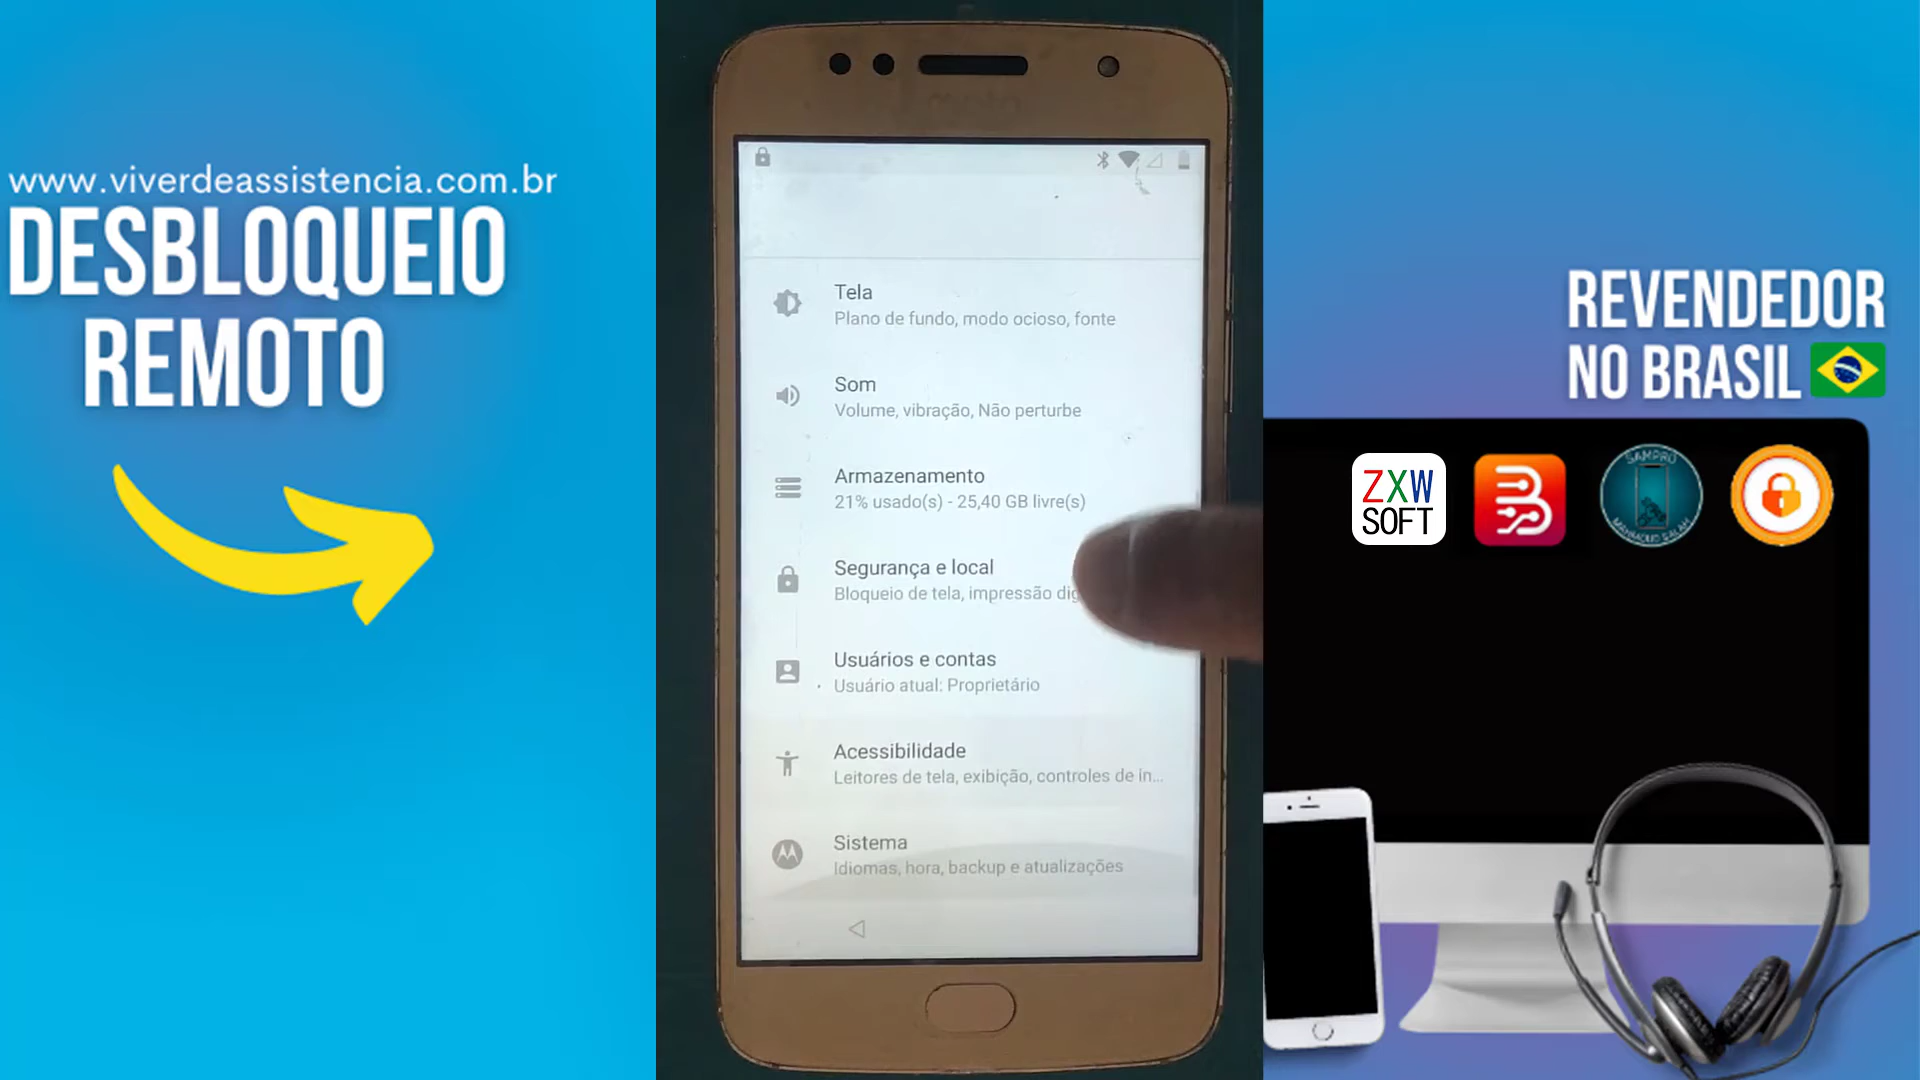 www.viverdeassistencia.com.br
DESBLOQUEIO
REMOTO
Tela
Plano de fundo, modo ocioso, fonte
Som
Volume, vibração, Não perturbe
Armazenamento
21% usado(s) - 25,40 GB livre(s)
Segurança e local
Bloqueio de tela, impressão dig
Usuários e contas
Usuário atual: Proprietário
Acessibilidade
Leitores de tela, exibição, controles de in...
Sistema
Idiomas, hora, backup e atualizações
REVENDEDOR
NO BRASIL
ZXW
SOFT
SAMPRO
MAHMOUD SALAH